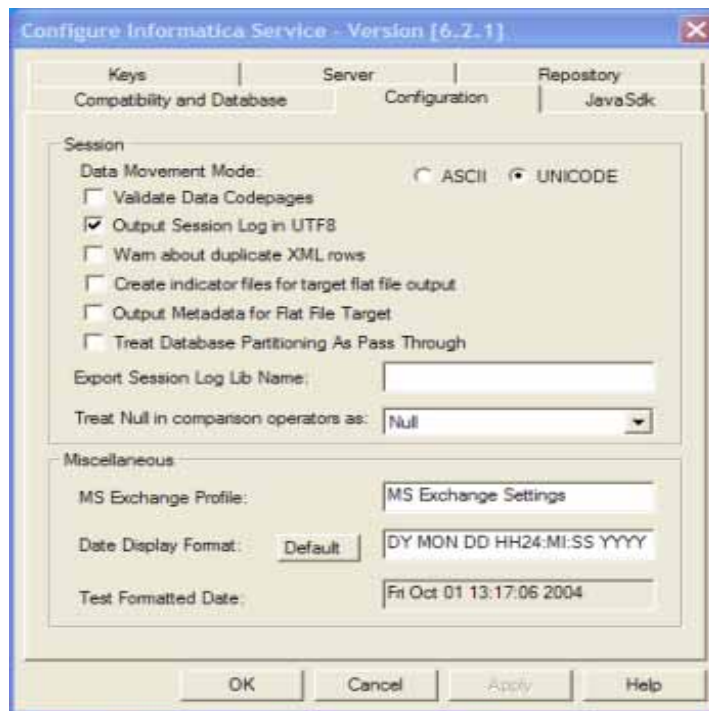 Configure Informatica Service - Version [6.2.1]
Keys Server Repostory
Compatibility and Database Configuration JavaSdk
Session
Data Movement Mode: ASCII UNICODE
Validate Data Codepages
Output Session Log in UTF8
Warn about duplicate XML rows
Create indicator files for target flat file output
Output Metadata for Flat File Target
Treat Database Partitioning As Pass Through
Export Session Log Lib Name:
Treat Null in comparison operators as: Null
Miscellaneous
MS Exchange Profile: MS Exchange Settings
Date Display Format: Default DY MON DD HH24:MI:SS YYYY
Test Formatted Date: Fri Oct 01 13:17:06 2004
OK Cancel Apply Help